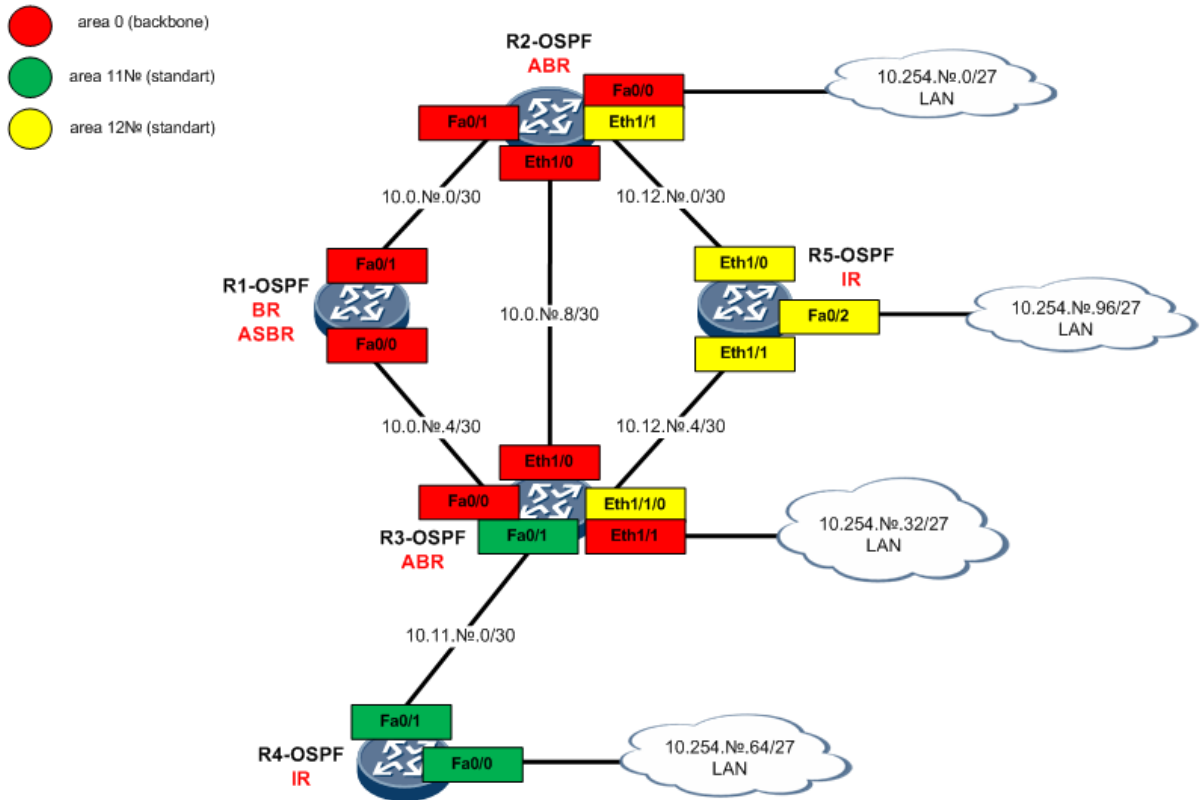 area 0 (backbone)
area 11№ (standart)
area 12№ (standart)
R2-OSPF
ABR
Fa0/0
Fa0/1
Eth1/1
Eth1/0
10.254.№.0/27
LAN
10.0.№.0/30
10.12.№.0/30
R1-OSPF
BR
ASBR
Fa0/1
Fa0/0
10.0.№.8/30
Eth1/0
R5-OSPF
IR
Fa0/2
Eth1/1
10.254.№.96/27
LAN
10.0.№.4/30
10.12.№.4/30
Eth1/0
Fa0/0
Eth1/1/0
R3-OSPF
ABR
Fa0/1
Eth1/1
10.254.№.32/27
LAN
10.11.№.0/30
Fa0/1
R4-OSPF
IR
Fa0/0
10.254.№.64/27
LAN